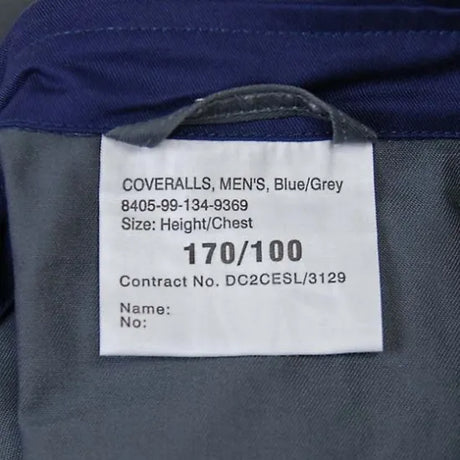 COVERALLS, MEN'S, Blue/Grey
8405-99-134-9369
Size: Height/Chest
170/100
Contract No. DC2CESL/3129
Name:
No: